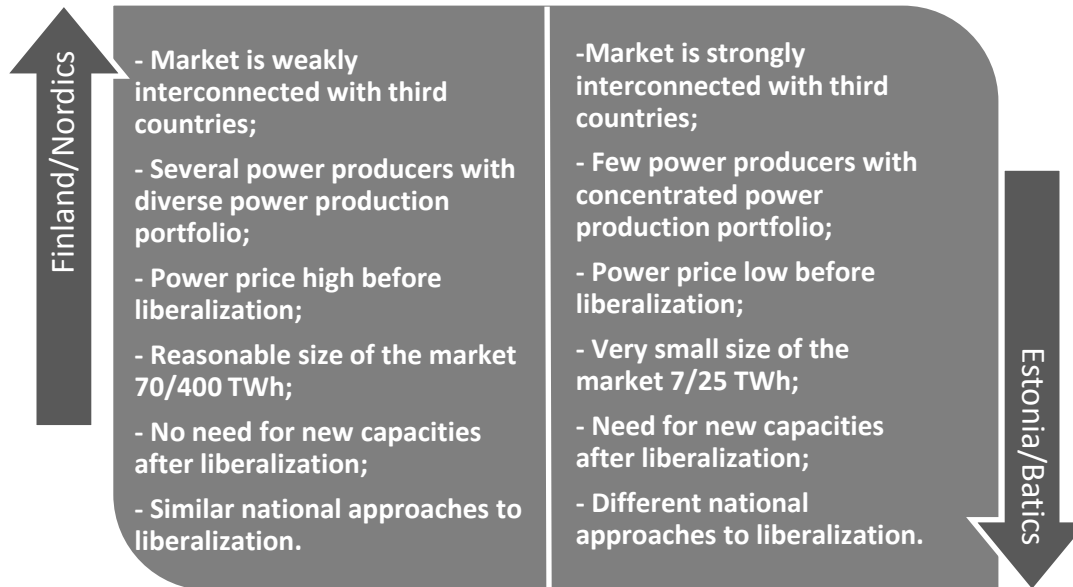 Finland/Nordics
- Market is weakly
interconnected with third
countries;
- Several power producers with
diverse power production
portfolio;
- Power price high before
liberalization;
- Reasonable size of the market
70/400 TWh;
- No need for new capacities
after liberalization;
- Similar national approaches to
liberalization.
-Market is strongly
interconnected with third
countries;
- Few power producers with
concentrated power
production portfolio;
- Power price low before
liberalization;
- Very small size of the
market 7/25 TWh;
- Need for new capacities
after liberalization;
- Different national
approaches to liberalization.
Estonia/Batics